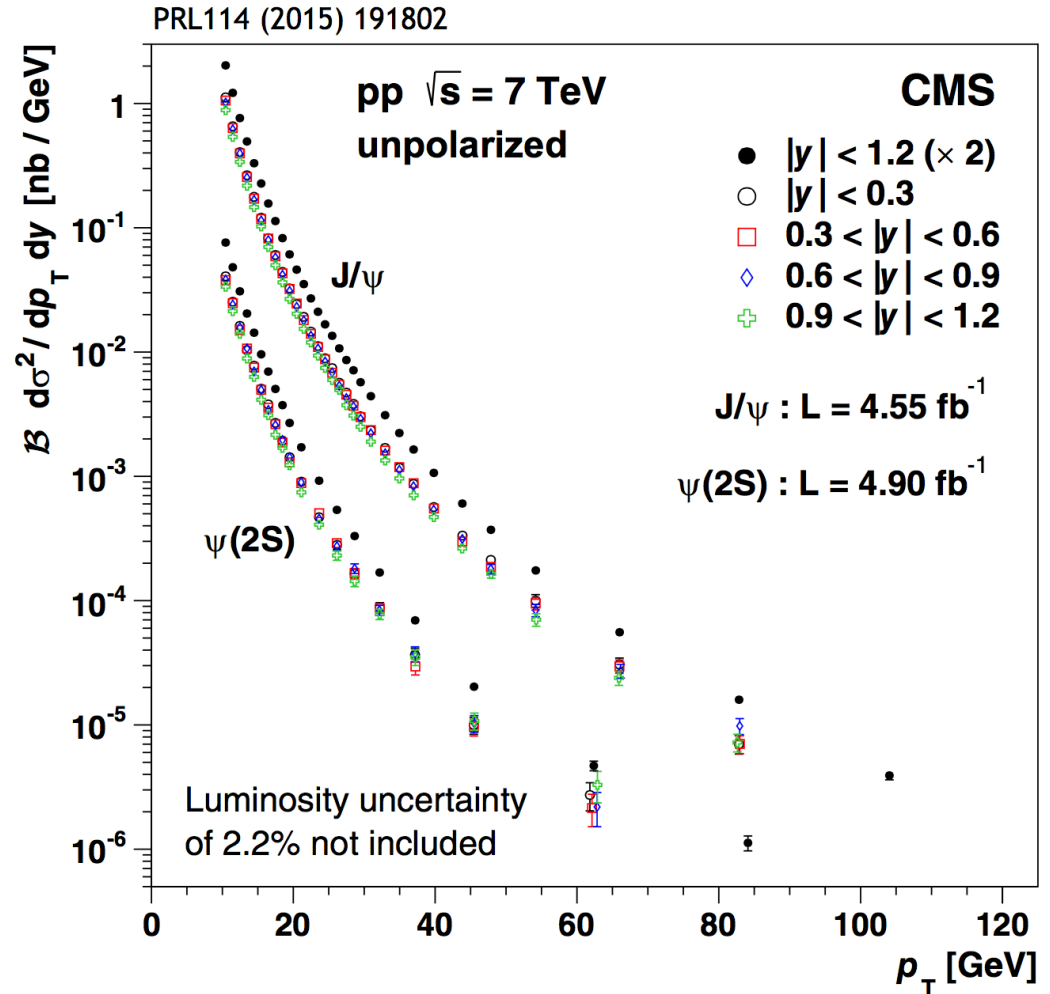 PRL114 (2015) 191802
ℬ dσ²/ dp_T dy [nb / GeV]
pp √s = 7 TeV
unpolarized
CMS
|y| < 1.2 (× 2)
|y| < 0.3
0.3 < |y| < 0.6
0.6 < |y| < 0.9
0.9 < |y| < 1.2
J/ψ
J/ψ : L = 4.55 fb⁻¹
ψ(2S) : L = 4.90 fb⁻¹
ψ(2S)
Luminosity uncertainty
of 2.2% not included
1
10⁻¹
10⁻²
10⁻³
10⁻⁴
10⁻⁵
10⁻⁶
0 20 40 60 80 100 120
p_T [GeV]